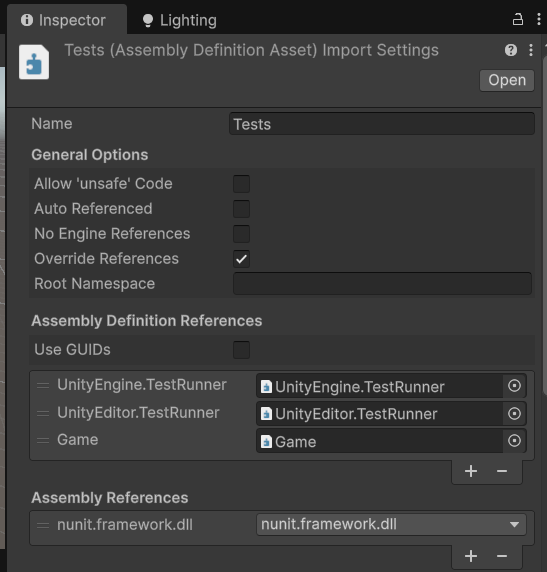 Inspector Lighting
Tests (Assembly Definition Asset) Import Settings
Open
Name Tests
General Options
Allow 'unsafe' Code
Auto Referenced
No Engine References
Override References
Root Namespace
Assembly Definition References
Use GUIDs
UnityEngine.TestRunner UnityEngine.TestRunner
UnityEditor.TestRunner UnityEditor.TestRunner
Game Game
Assembly References
nunit.framework.dll nunit.framework.dll